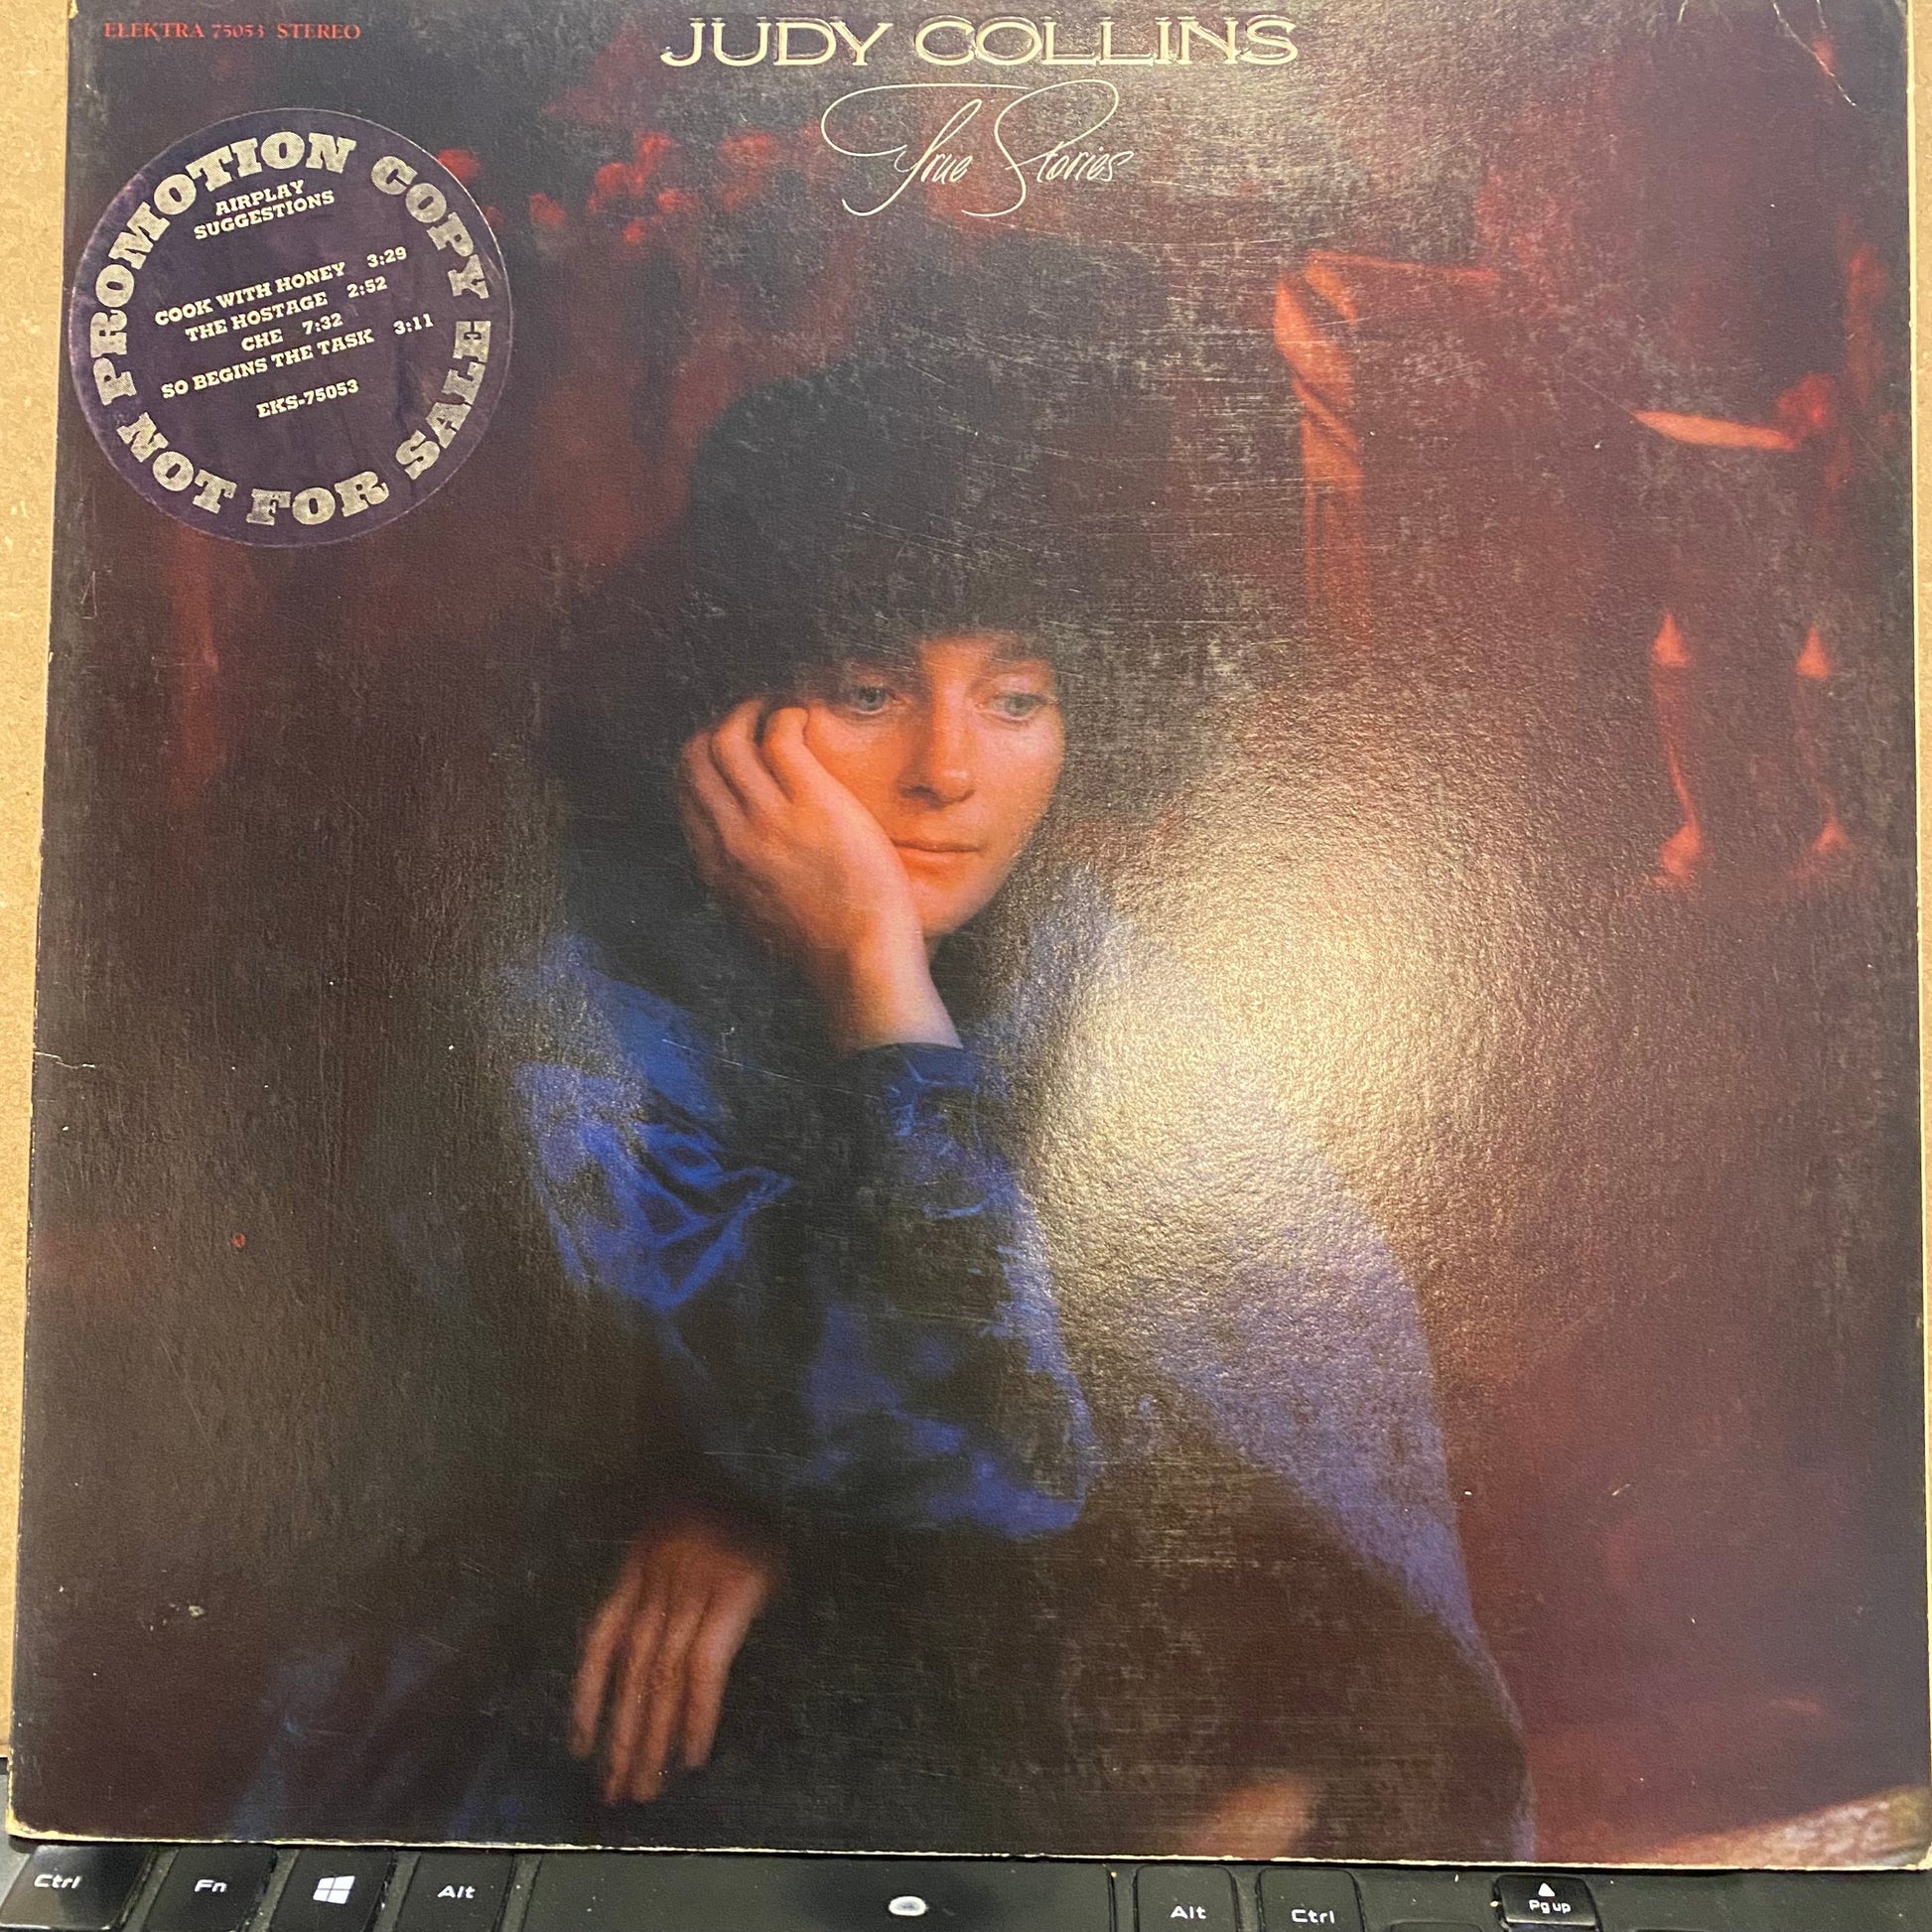 ELEKTRA 75053 STEREO
JUDY COLLINS
True Stories
PROMOTION COPY
AIRPLAY
SUGGESTIONS
COOK WITH HONEY 3:29
THE HOSTAGE 2:52
CHE 7:32
SO BEGINS THE TASK 3:11
EKS-75053
NOT FOR SALE
Ctrl
Fn
Alt
Alt
Ctrl
Pg up